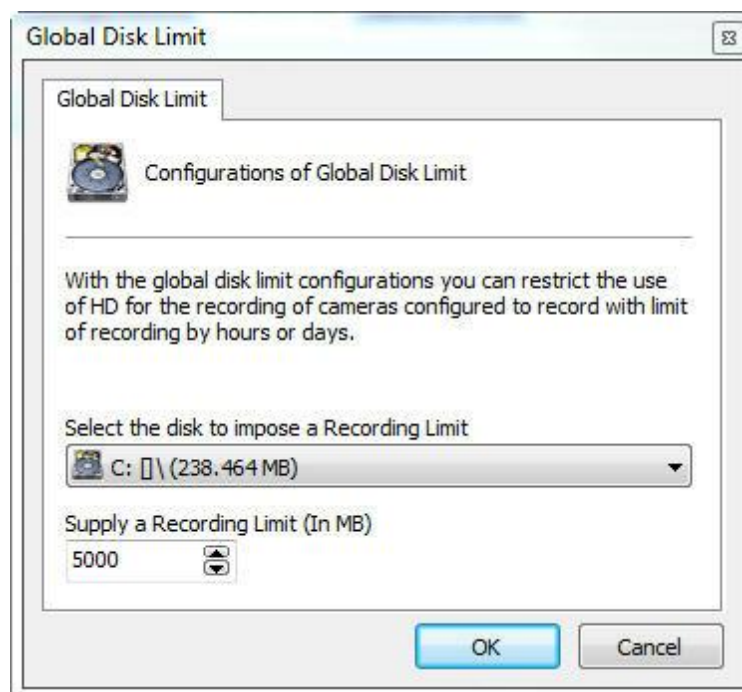 Global Disk Limit
Global Disk Limit
Configurations of Global Disk Limit
With the global disk limit configurations you can restrict the use
of HD for the recording of cameras configured to record with limit
of recording by hours or days.
Select the disk to impose a Recording Limit
C: []\ (238.464 MB)
Supply a Recording Limit (In MB)
5000
OK Cancel